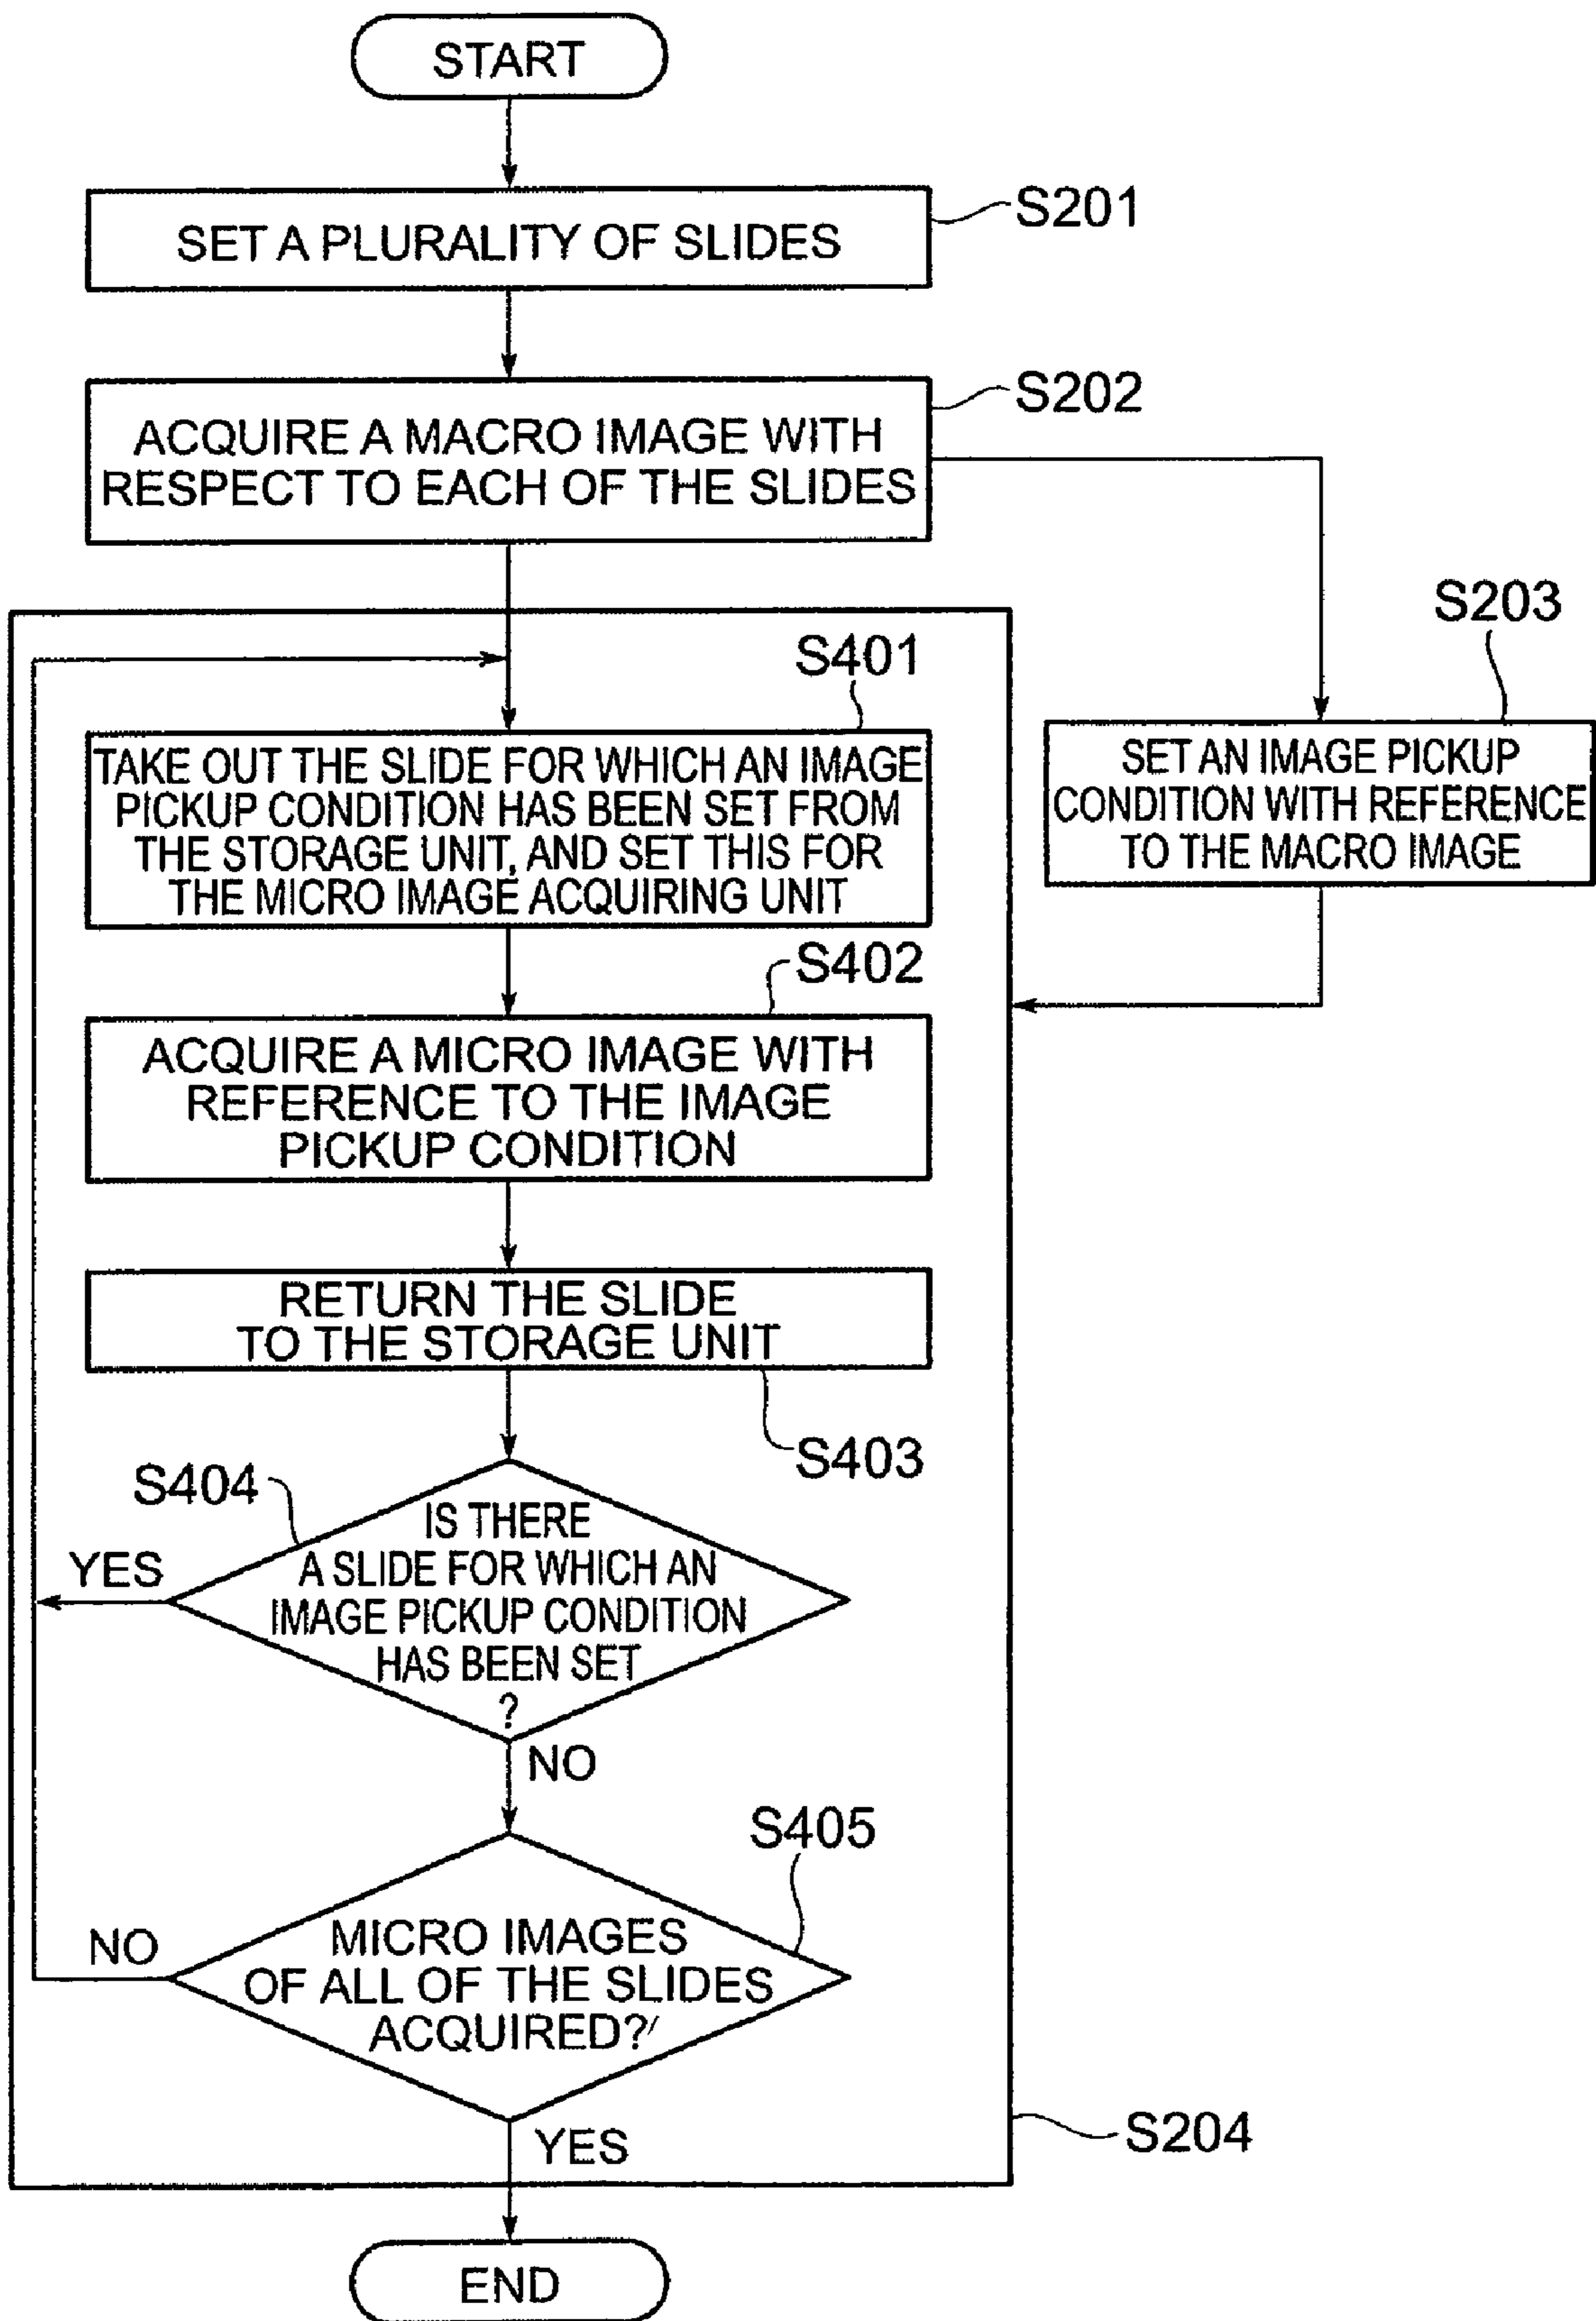 START
SET A PLURALITY OF SLIDES
S201
ACQUIRE A MACRO IMAGE WITH
RESPECT TO EACH OF THE SLIDES
S202
S203
SET AN IMAGE PICKUP
CONDITION WITH REFERENCE
TO THE MACRO IMAGE
S401
TAKE OUT THE SLIDE FOR WHICH AN IMAGE
PICKUP CONDITION HAS BEEN SET FROM
THE STORAGE UNIT, AND SET THIS FOR
THE MICRO IMAGE ACQUIRING UNIT
S402
ACQUIRE A MICRO IMAGE WITH
REFERENCE TO THE IMAGE
PICKUP CONDITION
RETURN THE SLIDE
TO THE STORAGE UNIT
S403
S404
IS THERE
A SLIDE FOR WHICH AN
IMAGE PICKUP CONDITION
HAS BEEN SET
?
YES
NO
S405
MICRO IMAGES
OF ALL OF THE SLIDES
ACQUIRED?
NO
YES
S204
END